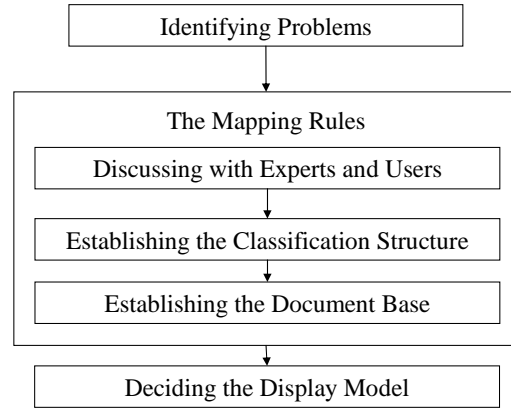 Identifying Problems
The Mapping Rules
Discussing with Experts and Users
Establishing the Classification Structure
Establishing the Document Base
Deciding the Display Model